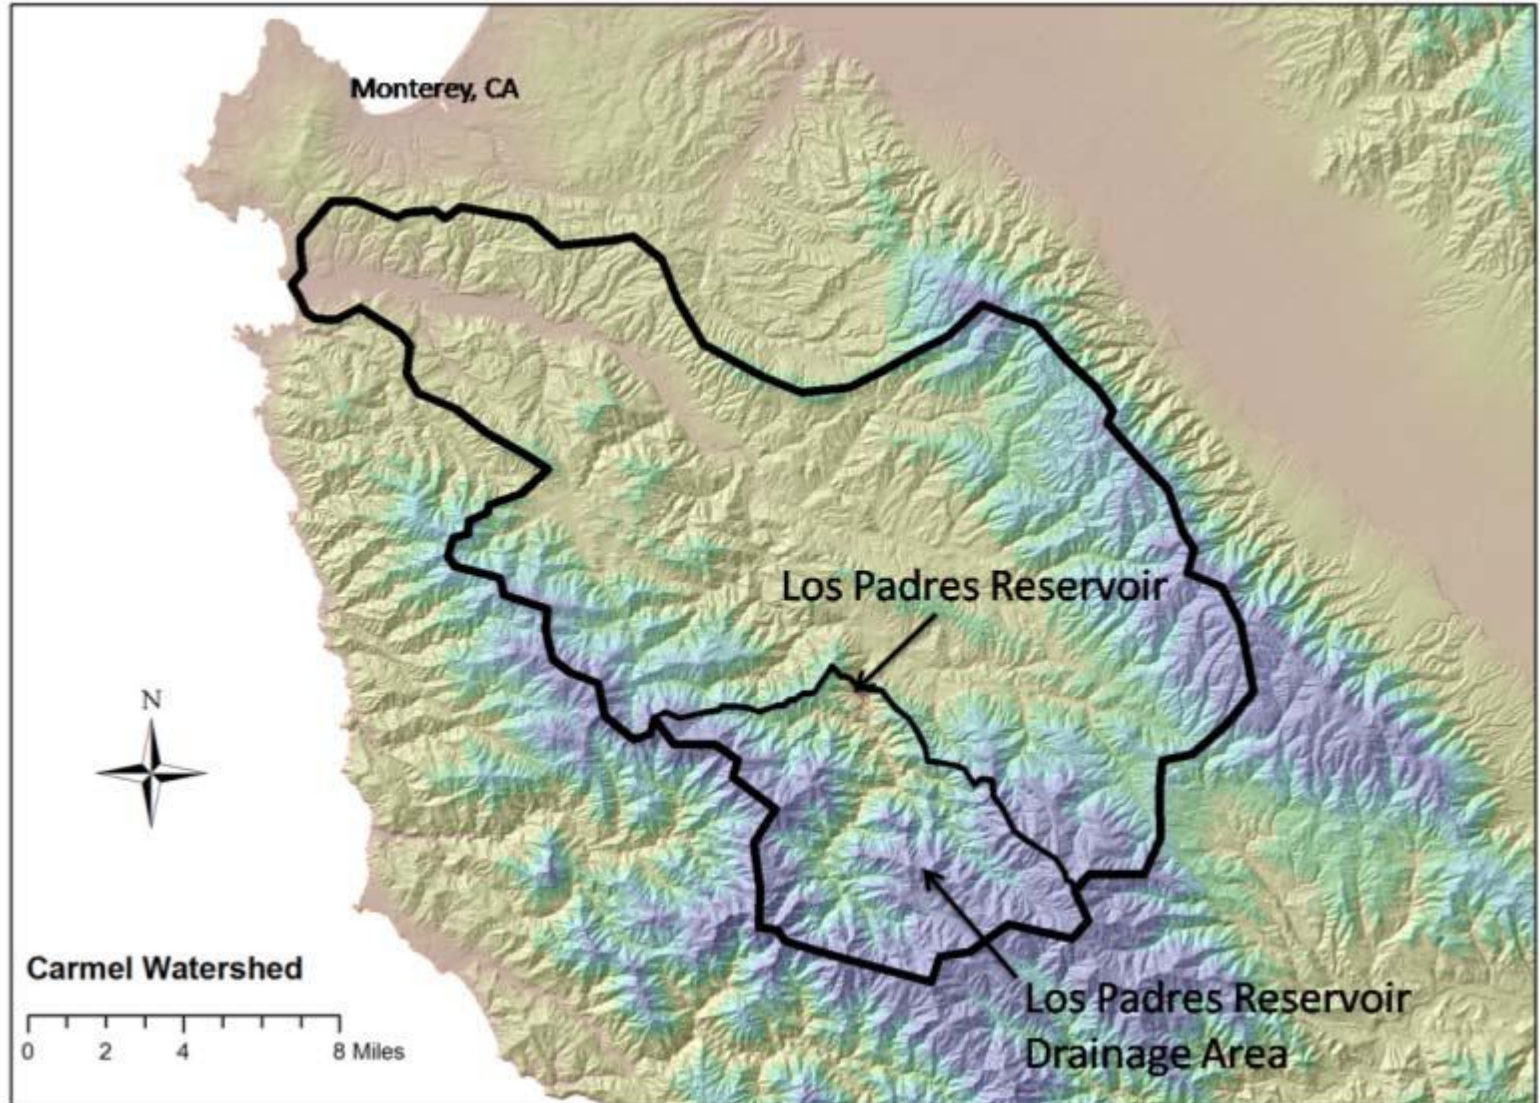 Monterey, CA
Los Padres Reservoir
N
Carmel Watershed
0 2 4 8 Miles
Los Padres Reservoir
Drainage Area